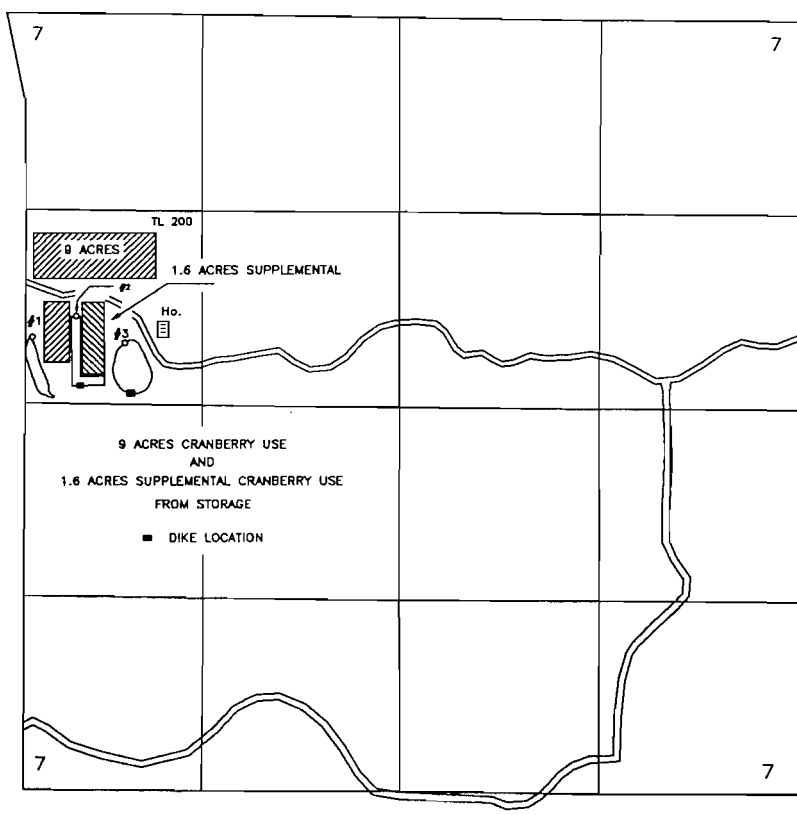 7
7
TL 200
9 ACRES
1.6 ACRES SUPPLEMENTAL
#2
Ho.
#1
#3
9 ACRES CRANBERRY USE
AND
1.6 ACRES SUPPLEMENTAL CRANBERRY USE
FROM STORAGE
DIKE LOCATION
7
7